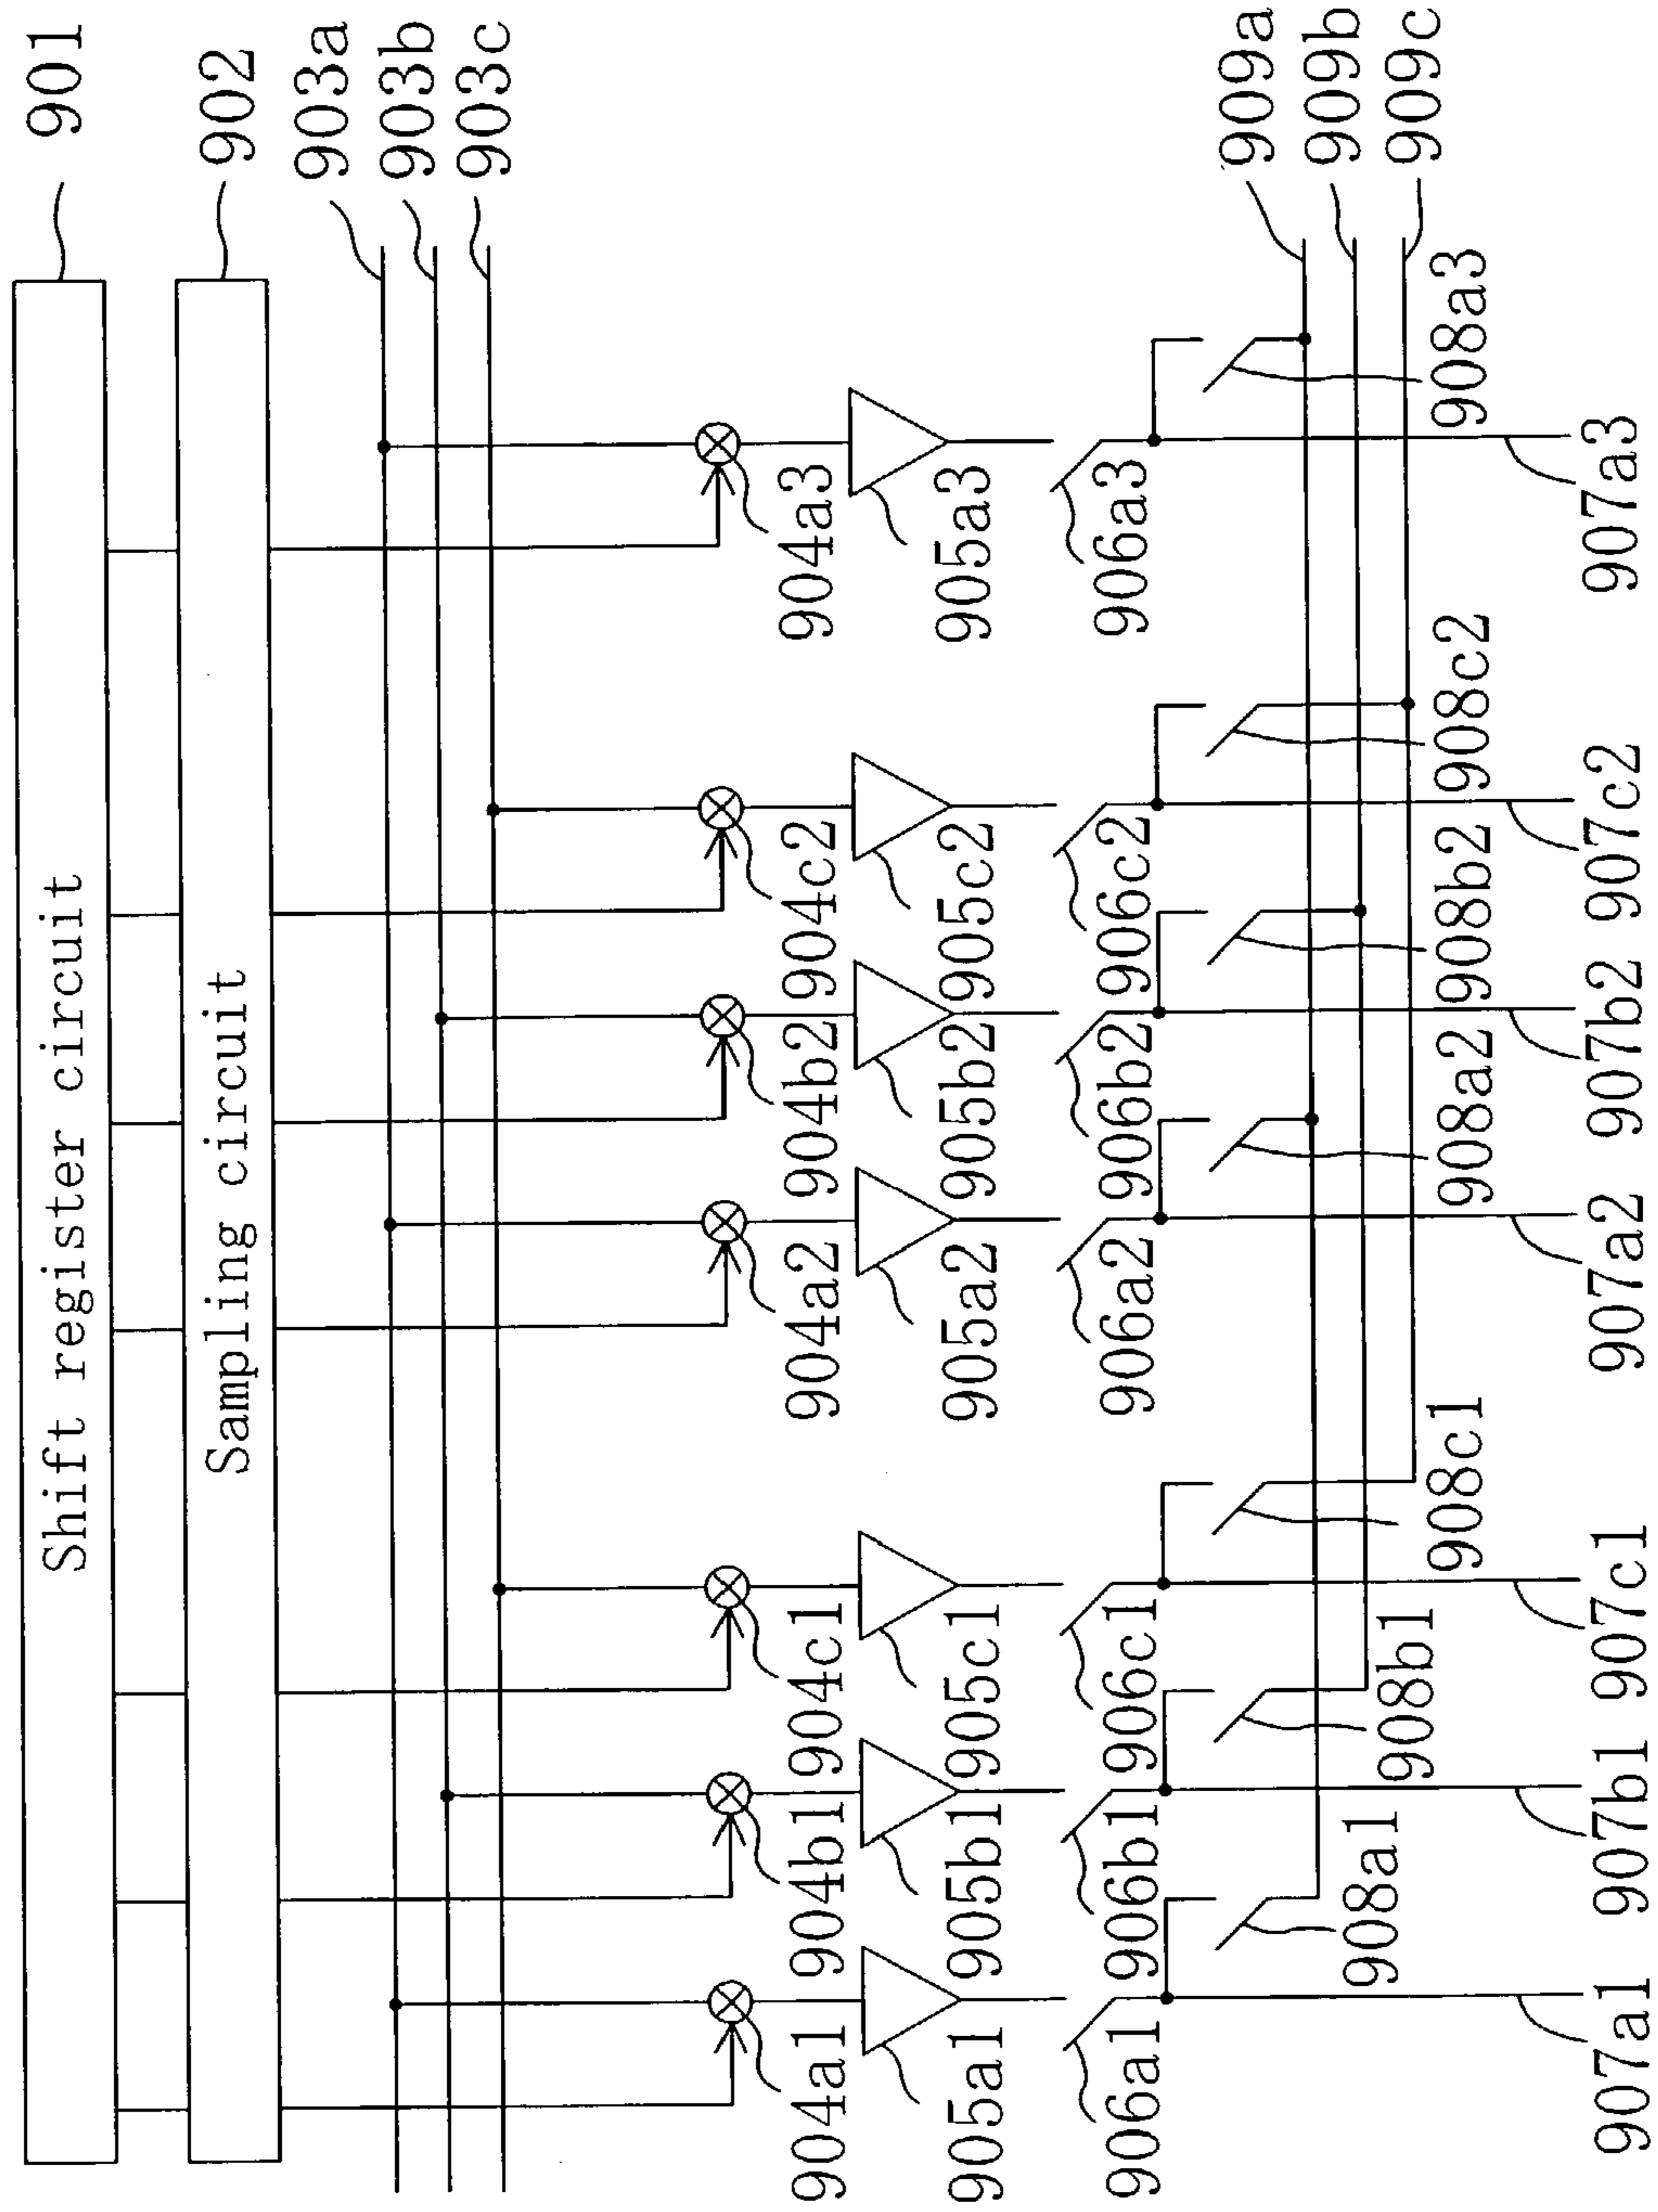 Shift register circuit
901
Sampling circuit
902
903a
903b
903c
904a1
904b1
904c1
904a2
904b2
904c2
904a3
905a1
905b1
905c1
905a2
905b2
905c2
905a3
906a1
906b1
906c1
906a2
906b2
906c2
906a3
909a
909b
909c
908a1
908b1
908c1
908a2
908b2
908c2
908a3
907a1
907b1
907c1
907a2
907b2
907c2
907a3